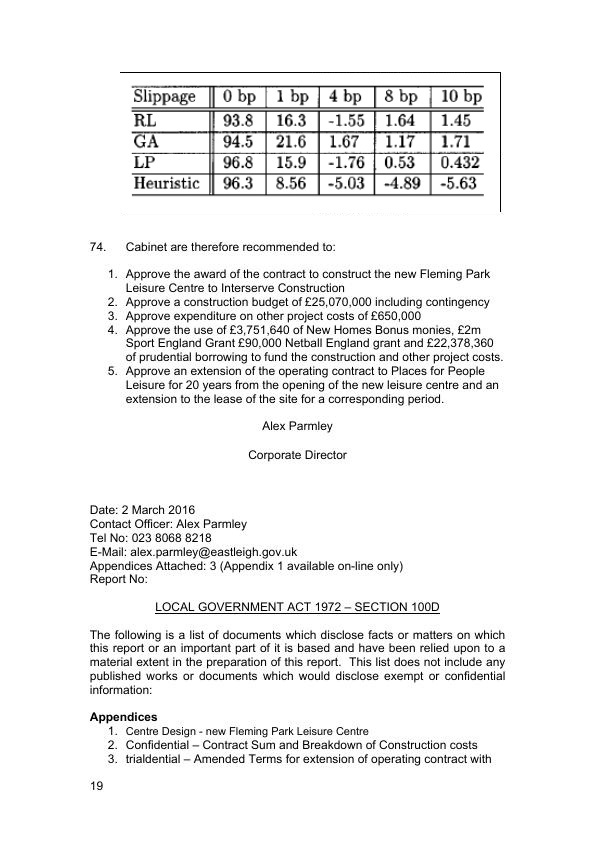 Slippage 0 bp 1 bp 4 bp 8 bp 10 bp
RL 93.8 16.3 -1.55 1.64 1.45
GA 94.5 21.6 1.67 1.17 1.71
LP 96.8 15.9 -1.76 0.53 0.432
Heuristic 96.3 8.56 -5.03 -4.89 -5.63
74. Cabinet are therefore recommended to:
1. Approve the award of the contract to construct the new Fleming Park
Leisure Centre to Interserve Construction
2. Approve a construction budget of £25,070,000 including contingency
3. Approve expenditure on other project costs of £650,000
4. Approve the use of £3,751,640 of New Homes Bonus monies, £2m
Sport England Grant £90,000 Netball England grant and £22,378,360
of prudential borrowing to fund the construction and other project costs.
5. Approve an extension of the operating contract to Places for People
Leisure for 20 years from the opening of the new leisure centre and an
extension to the lease of the site for a corresponding period.
Alex Parmley
Corporate Director
Date: 2 March 2016
Contact Officer: Alex Parmley
Tel No: 023 8068 8218
E-Mail: alex.parmley@eastleigh.gov.uk
Appendices Attached: 3 (Appendix 1 available on-line only)
Report No:
LOCAL GOVERNMENT ACT 1972 – SECTION 100D
The following is a list of documents which disclose facts or matters on which
this report or an important part of it is based and have been relied upon to a
material extent in the preparation of this report. This list does not include any
published works or documents which would disclose exempt or confidential
information:
Appendices
1. Centre Design - new Fleming Park Leisure Centre
2. Confidential – Contract Sum and Breakdown of Construction costs
3. trialdential – Amended Terms for extension of operating contract with
19